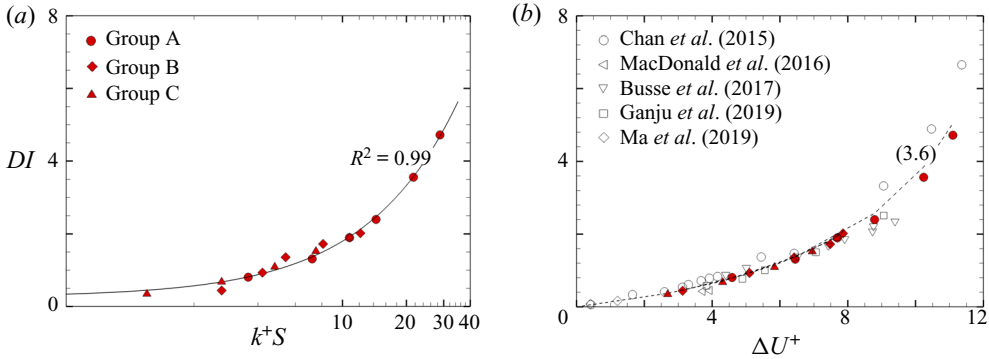 (a)
8
4
0
DI
Group A
Group B
Group C
R² = 0.99
10
20
30
40
k⁺S
(b)
8
4
0
Chan et al. (2015)
MacDonald et al. (2016)
Busse et al. (2017)
Ganju et al. (2019)
Ma et al. (2019)
(3.6)
0
4
8
12
ΔU⁺